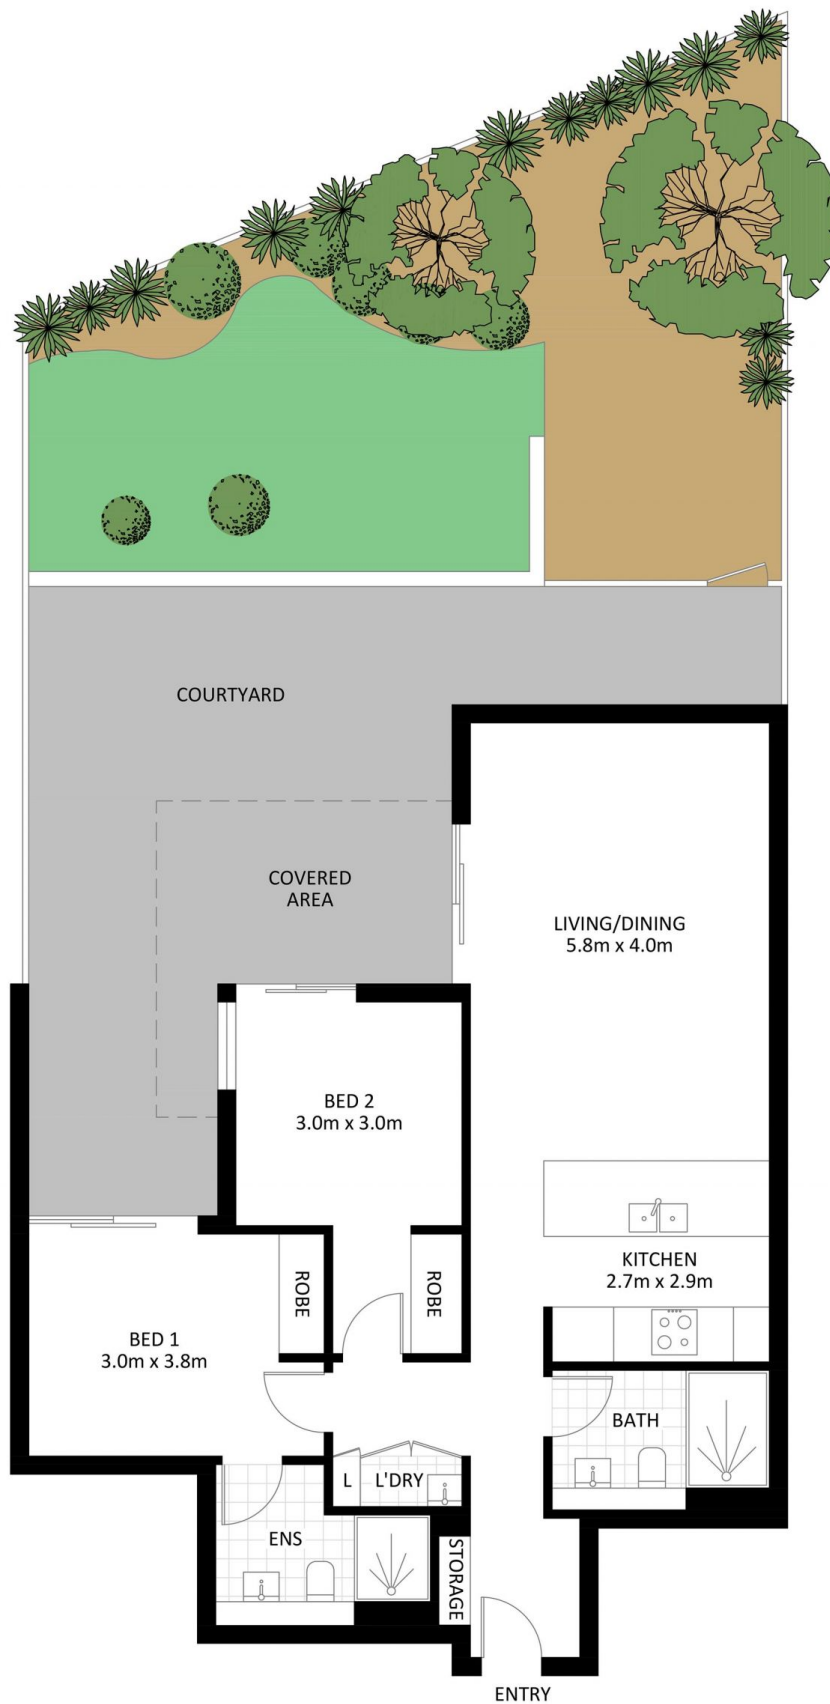 COURTYARD
COVERED
AREA
LIVING/DINING
5.8m x 4.0m
BED 2
3.0m x 3.0m
KITCHEN
2.7m x 2.9m
ROBE
ROBE
BED 1
3.0m x 3.8m
BATH
L
L'DRY
ENS
STORAGE
ENTRY